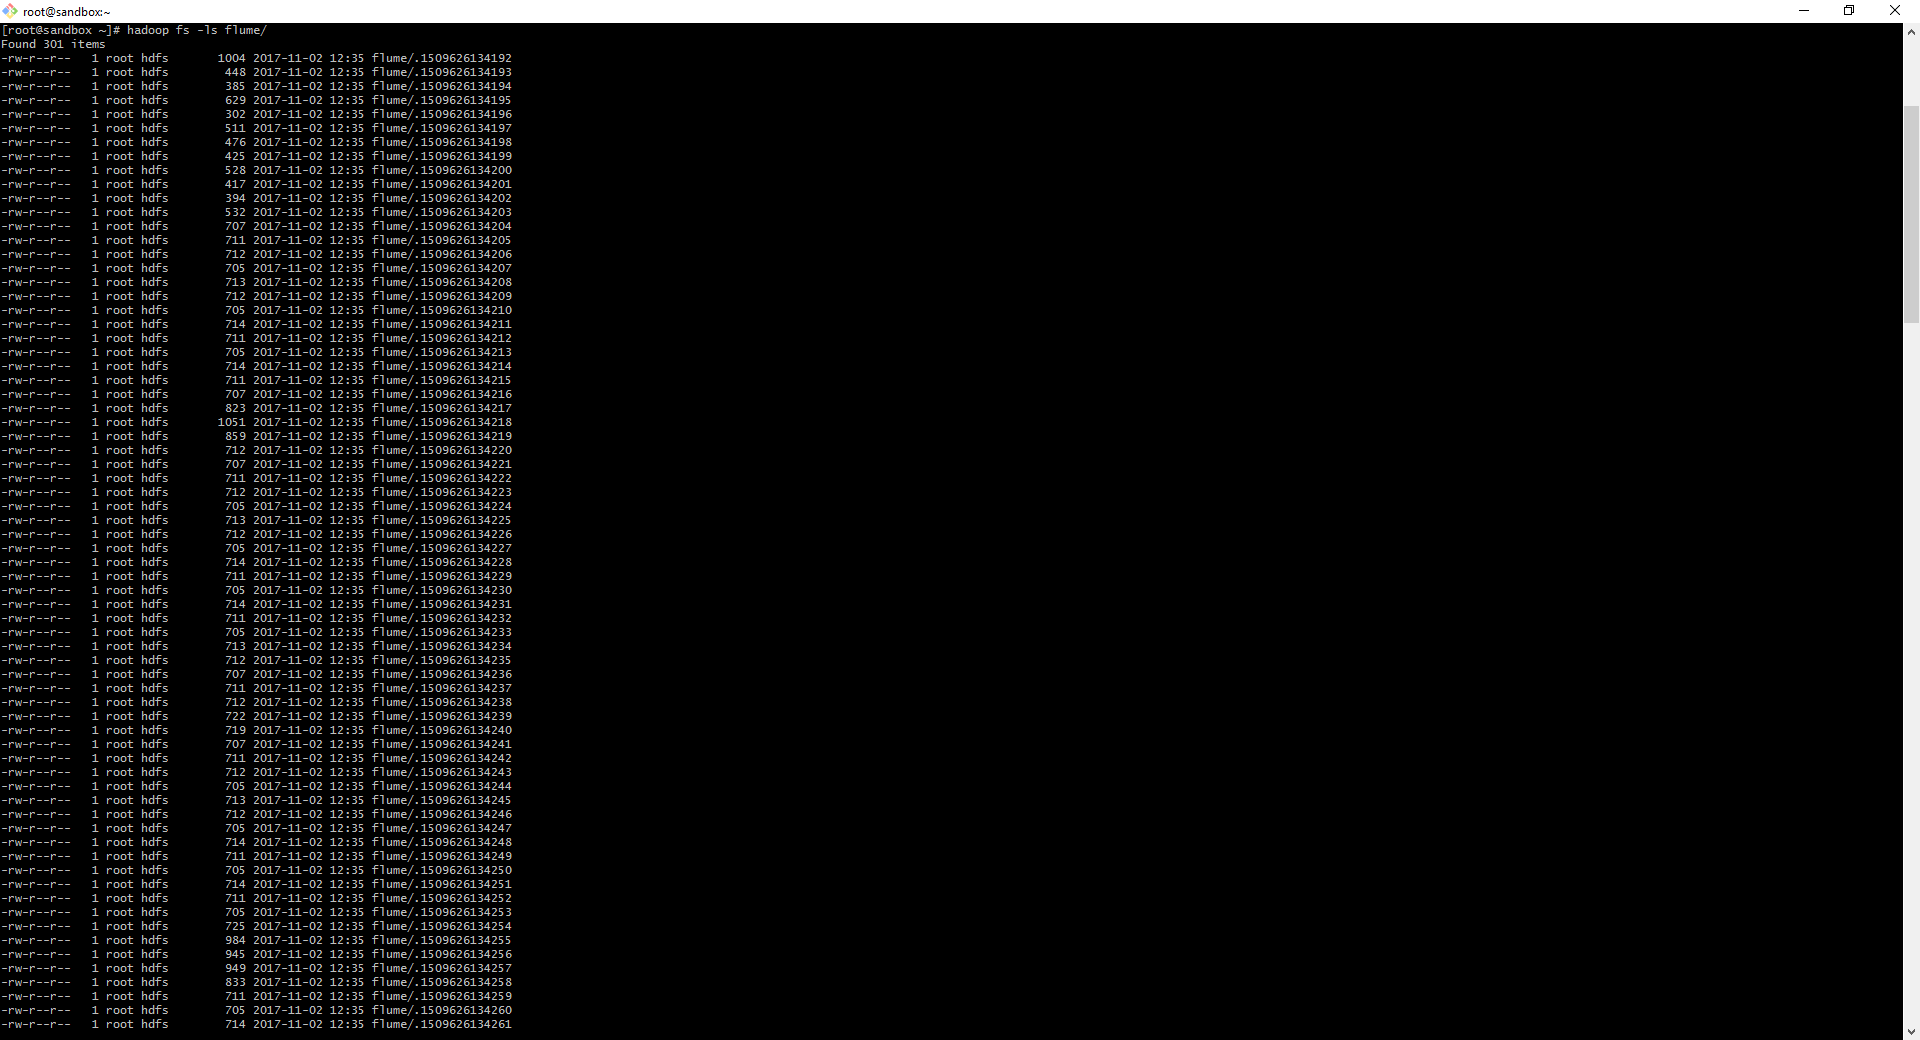 root@sandbox:~
[root@sandbox ~]# hadoop fs -ls flume/
Found 301 items
-rw-r--r--   1 root hdfs       1004 2017-11-02 12:35 flume/.1509626134192
-rw-r--r--   1 root hdfs        448 2017-11-02 12:35 flume/.1509626134193
-rw-r--r--   1 root hdfs        385 2017-11-02 12:35 flume/.1509626134194
-rw-r--r--   1 root hdfs        629 2017-11-02 12:35 flume/.1509626134195
-rw-r--r--   1 root hdfs        302 2017-11-02 12:35 flume/.1509626134196
-rw-r--r--   1 root hdfs        511 2017-11-02 12:35 flume/.1509626134197
-rw-r--r--   1 root hdfs        476 2017-11-02 12:35 flume/.1509626134198
-rw-r--r--   1 root hdfs        425 2017-11-02 12:35 flume/.1509626134199
-rw-r--r--   1 root hdfs        528 2017-11-02 12:35 flume/.1509626134200
-rw-r--r--   1 root hdfs        417 2017-11-02 12:35 flume/.1509626134201
-rw-r--r--   1 root hdfs        394 2017-11-02 12:35 flume/.1509626134202
-rw-r--r--   1 root hdfs        532 2017-11-02 12:35 flume/.1509626134203
-rw-r--r--   1 root hdfs        707 2017-11-02 12:35 flume/.1509626134204
-rw-r--r--   1 root hdfs        711 2017-11-02 12:35 flume/.1509626134205
-rw-r--r--   1 root hdfs        712 2017-11-02 12:35 flume/.1509626134206
-rw-r--r--   1 root hdfs        705 2017-11-02 12:35 flume/.1509626134207
-rw-r--r--   1 root hdfs        713 2017-11-02 12:35 flume/.1509626134208
-rw-r--r--   1 root hdfs        712 2017-11-02 12:35 flume/.1509626134209
-rw-r--r--   1 root hdfs        705 2017-11-02 12:35 flume/.1509626134210
-rw-r--r--   1 root hdfs        714 2017-11-02 12:35 flume/.1509626134211
-rw-r--r--   1 root hdfs        711 2017-11-02 12:35 flume/.1509626134212
-rw-r--r--   1 root hdfs        705 2017-11-02 12:35 flume/.1509626134213
-rw-r--r--   1 root hdfs        714 2017-11-02 12:35 flume/.1509626134214
-rw-r--r--   1 root hdfs        711 2017-11-02 12:35 flume/.1509626134215
-rw-r--r--   1 root hdfs        707 2017-11-02 12:35 flume/.1509626134216
-rw-r--r--   1 root hdfs        823 2017-11-02 12:35 flume/.1509626134217
-rw-r--r--   1 root hdfs       1051 2017-11-02 12:35 flume/.1509626134218
-rw-r--r--   1 root hdfs        859 2017-11-02 12:35 flume/.1509626134219
-rw-r--r--   1 root hdfs        712 2017-11-02 12:35 flume/.1509626134220
-rw-r--r--   1 root hdfs        707 2017-11-02 12:35 flume/.1509626134221
-rw-r--r--   1 root hdfs        711 2017-11-02 12:35 flume/.1509626134222
-rw-r--r--   1 root hdfs        712 2017-11-02 12:35 flume/.1509626134223
-rw-r--r--   1 root hdfs        705 2017-11-02 12:35 flume/.1509626134224
-rw-r--r--   1 root hdfs        713 2017-11-02 12:35 flume/.1509626134225
-rw-r--r--   1 root hdfs        712 2017-11-02 12:35 flume/.1509626134226
-rw-r--r--   1 root hdfs        705 2017-11-02 12:35 flume/.1509626134227
-rw-r--r--   1 root hdfs        714 2017-11-02 12:35 flume/.1509626134228
-rw-r--r--   1 root hdfs        711 2017-11-02 12:35 flume/.1509626134229
-rw-r--r--   1 root hdfs        705 2017-11-02 12:35 flume/.1509626134230
-rw-r--r--   1 root hdfs        714 2017-11-02 12:35 flume/.1509626134231
-rw-r--r--   1 root hdfs        711 2017-11-02 12:35 flume/.1509626134232
-rw-r--r--   1 root hdfs        705 2017-11-02 12:35 flume/.1509626134233
-rw-r--r--   1 root hdfs        713 2017-11-02 12:35 flume/.1509626134234
-rw-r--r--   1 root hdfs        712 2017-11-02 12:35 flume/.1509626134235
-rw-r--r--   1 root hdfs        707 2017-11-02 12:35 flume/.1509626134236
-rw-r--r--   1 root hdfs        711 2017-11-02 12:35 flume/.1509626134237
-rw-r--r--   1 root hdfs        712 2017-11-02 12:35 flume/.1509626134238
-rw-r--r--   1 root hdfs        722 2017-11-02 12:35 flume/.1509626134239
-rw-r--r--   1 root hdfs        719 2017-11-02 12:35 flume/.1509626134240
-rw-r--r--   1 root hdfs        707 2017-11-02 12:35 flume/.1509626134241
-rw-r--r--   1 root hdfs        711 2017-11-02 12:35 flume/.1509626134242
-rw-r--r--   1 root hdfs        712 2017-11-02 12:35 flume/.1509626134243
-rw-r--r--   1 root hdfs        705 2017-11-02 12:35 flume/.1509626134244
-rw-r--r--   1 root hdfs        713 2017-11-02 12:35 flume/.1509626134245
-rw-r--r--   1 root hdfs        712 2017-11-02 12:35 flume/.1509626134246
-rw-r--r--   1 root hdfs        705 2017-11-02 12:35 flume/.1509626134247
-rw-r--r--   1 root hdfs        714 2017-11-02 12:35 flume/.1509626134248
-rw-r--r--   1 root hdfs        711 2017-11-02 12:35 flume/.1509626134249
-rw-r--r--   1 root hdfs        705 2017-11-02 12:35 flume/.1509626134250
-rw-r--r--   1 root hdfs        714 2017-11-02 12:35 flume/.1509626134251
-rw-r--r--   1 root hdfs        711 2017-11-02 12:35 flume/.1509626134252
-rw-r--r--   1 root hdfs        705 2017-11-02 12:35 flume/.1509626134253
-rw-r--r--   1 root hdfs        725 2017-11-02 12:35 flume/.1509626134254
-rw-r--r--   1 root hdfs        984 2017-11-02 12:35 flume/.1509626134255
-rw-r--r--   1 root hdfs        945 2017-11-02 12:35 flume/.1509626134256
-rw-r--r--   1 root hdfs        949 2017-11-02 12:35 flume/.1509626134257
-rw-r--r--   1 root hdfs        833 2017-11-02 12:35 flume/.1509626134258
-rw-r--r--   1 root hdfs        711 2017-11-02 12:35 flume/.1509626134259
-rw-r--r--   1 root hdfs        705 2017-11-02 12:35 flume/.1509626134260
-rw-r--r--   1 root hdfs        714 2017-11-02 12:35 flume/.1509626134261